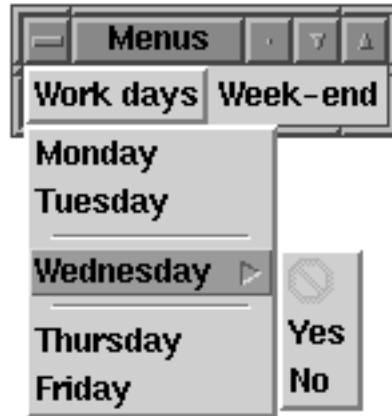 Menus
Work days Week-end
Monday
Tuesday
Wednesday
Yes
No
Thursday
Friday